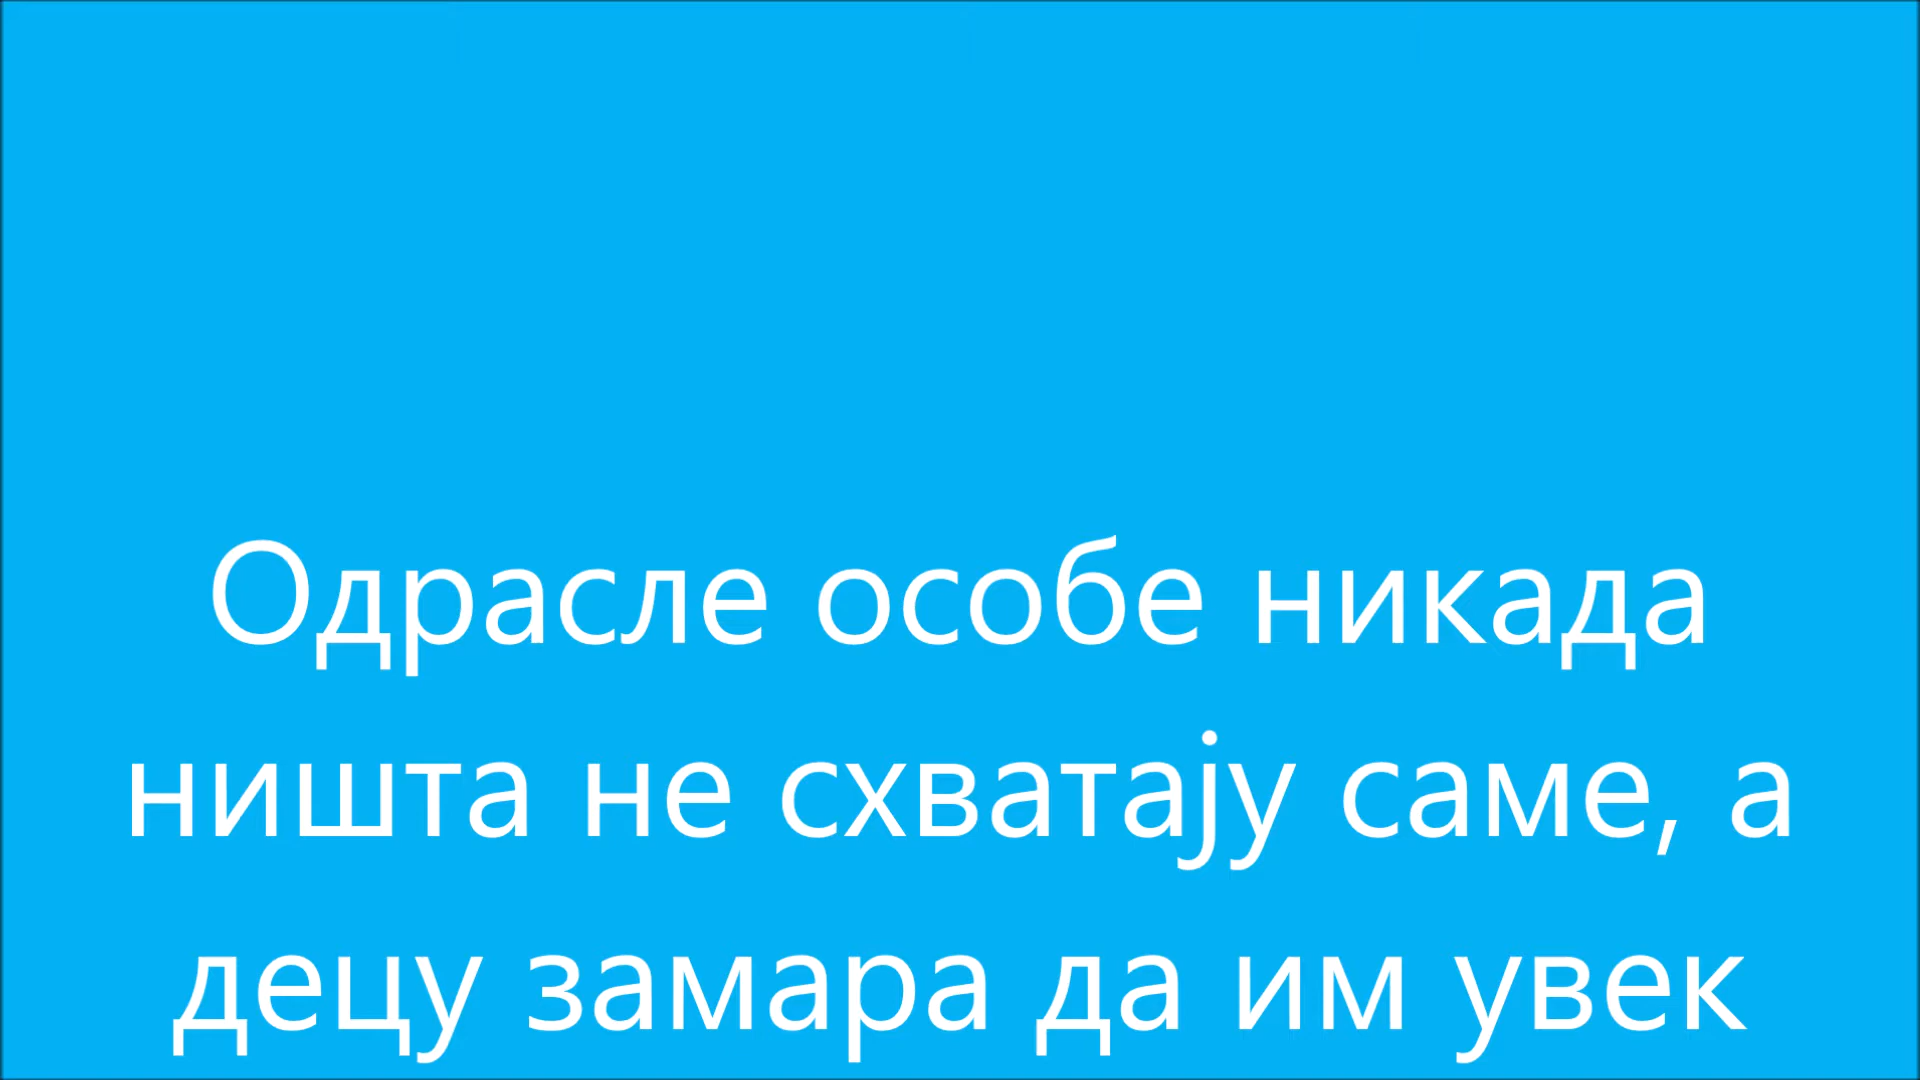 Одрасле особе никада
ништа не схватају саме, а
децу замара да им увек